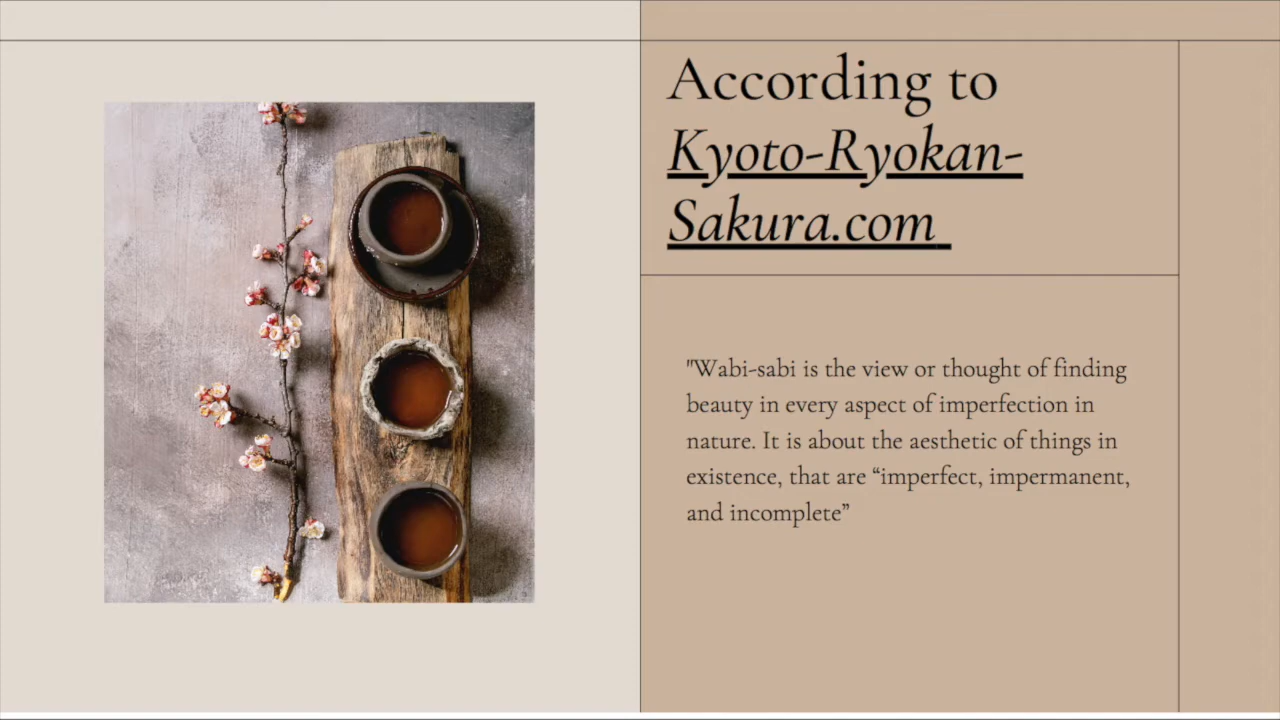 According to
Kyoto-Ryokan-
Sakura.com
"Wabi-sabi is the view or thought of finding
beauty in every aspect of imperfection in
nature. It is about the aesthetic of things in
existence, that are “imperfect, impermanent,
and incomplete”